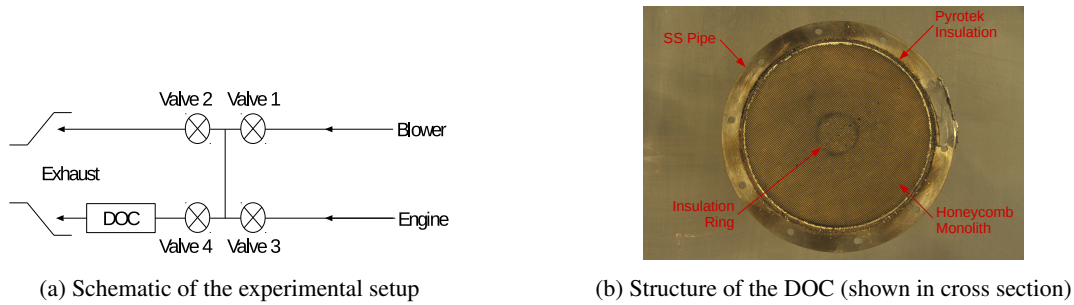 Valve 2 Valve 1
Blower
Exhaust
DOC
Engine
Valve 4 Valve 3
(a) Schematic of the experimental setup
Pyrotek
Insulation
SS Pipe
Insulation
Ring
Honeycomb
Monolith
(b) Structure of the DOC (shown in cross section)